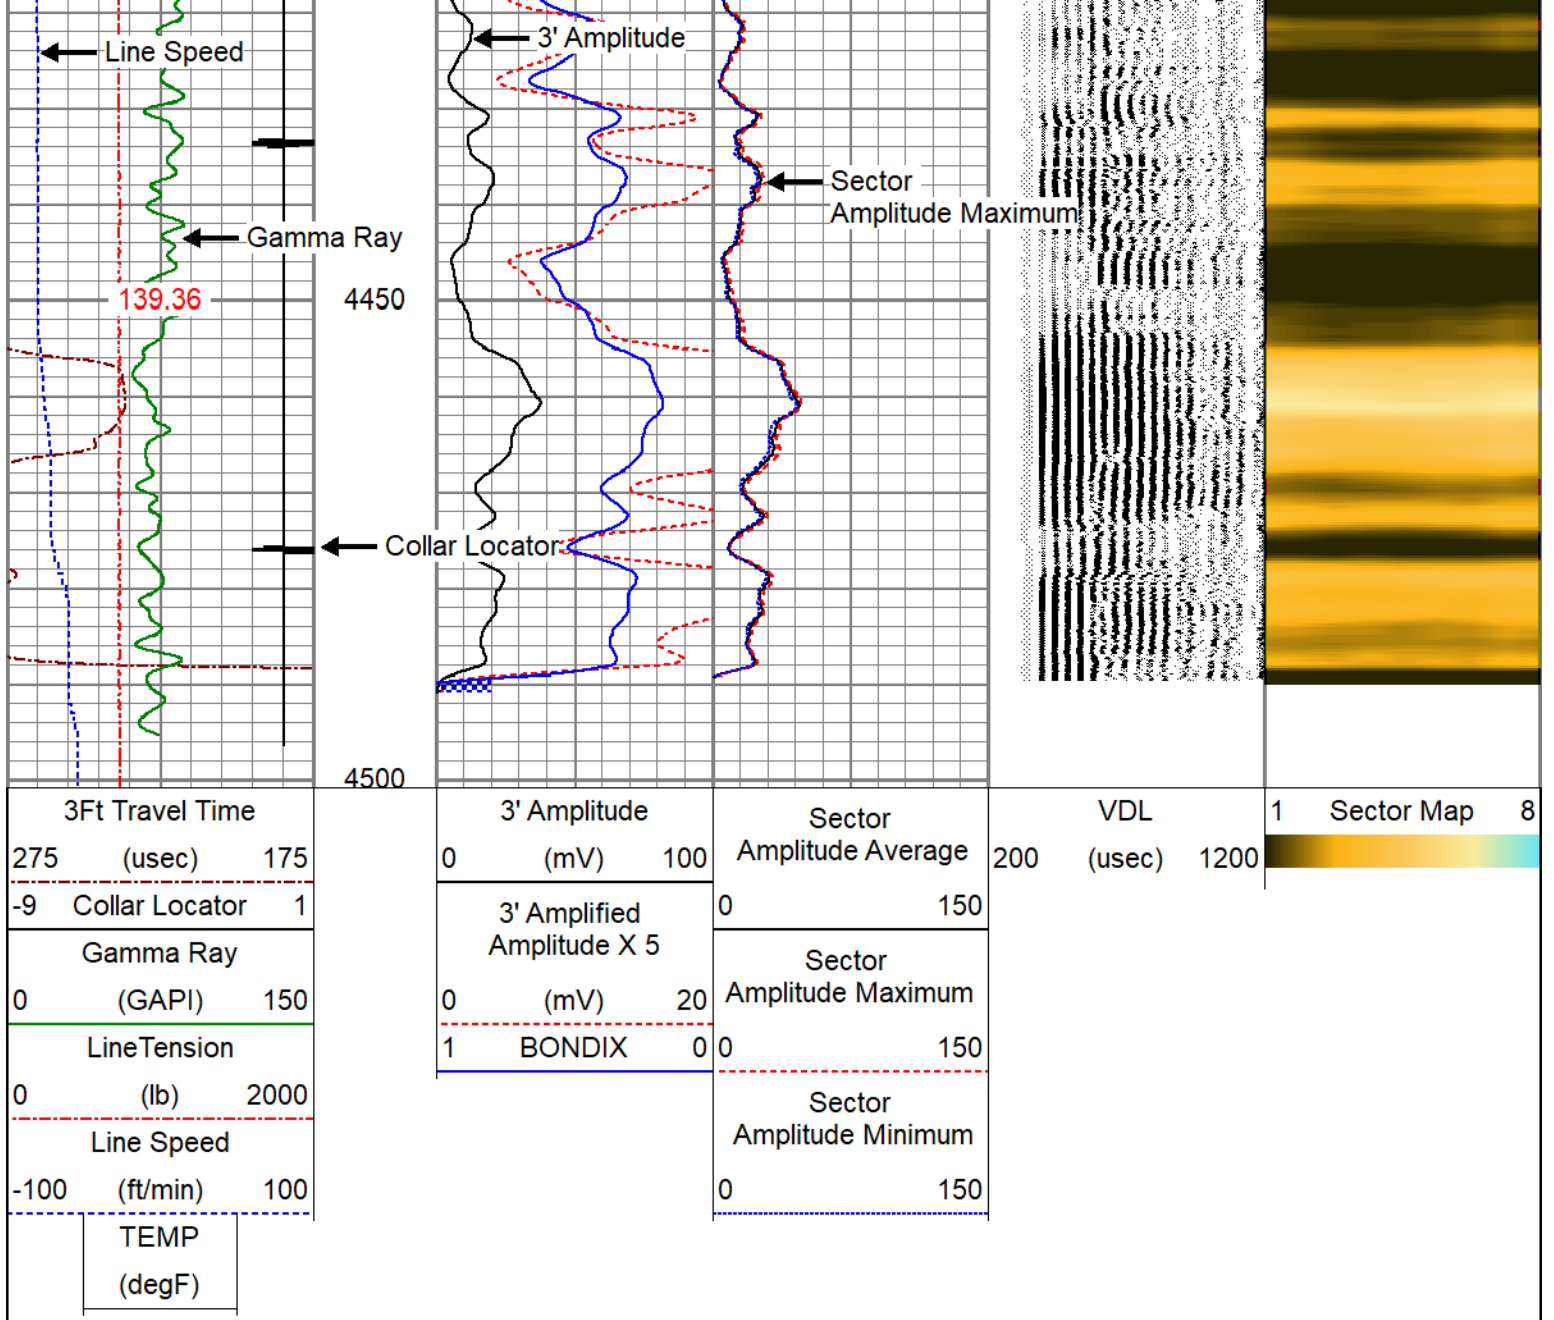 Line Speed
3' Amplitude
Sector
Amplitude Maximum
Gamma Ray
139.36
4450
Collar Locator
4500
3Ft Travel Time
275 (usec) 175
-9 Collar Locator 1
Gamma Ray
0 (GAPI) 150
LineTension
0 (lb) 2000
Line Speed
-100 (ft/min) 100
TEMP
(degF)
3' Amplitude
0 (mV) 100
3' Amplified
Amplitude X 5
0 (mV) 20
1 BONDIX 0
Sector
Amplitude Average
0 150
Sector
Amplitude Maximum
0 150
Sector
Amplitude Minimum
0 150
VDL
200 (usec) 1200
1 Sector Map 8